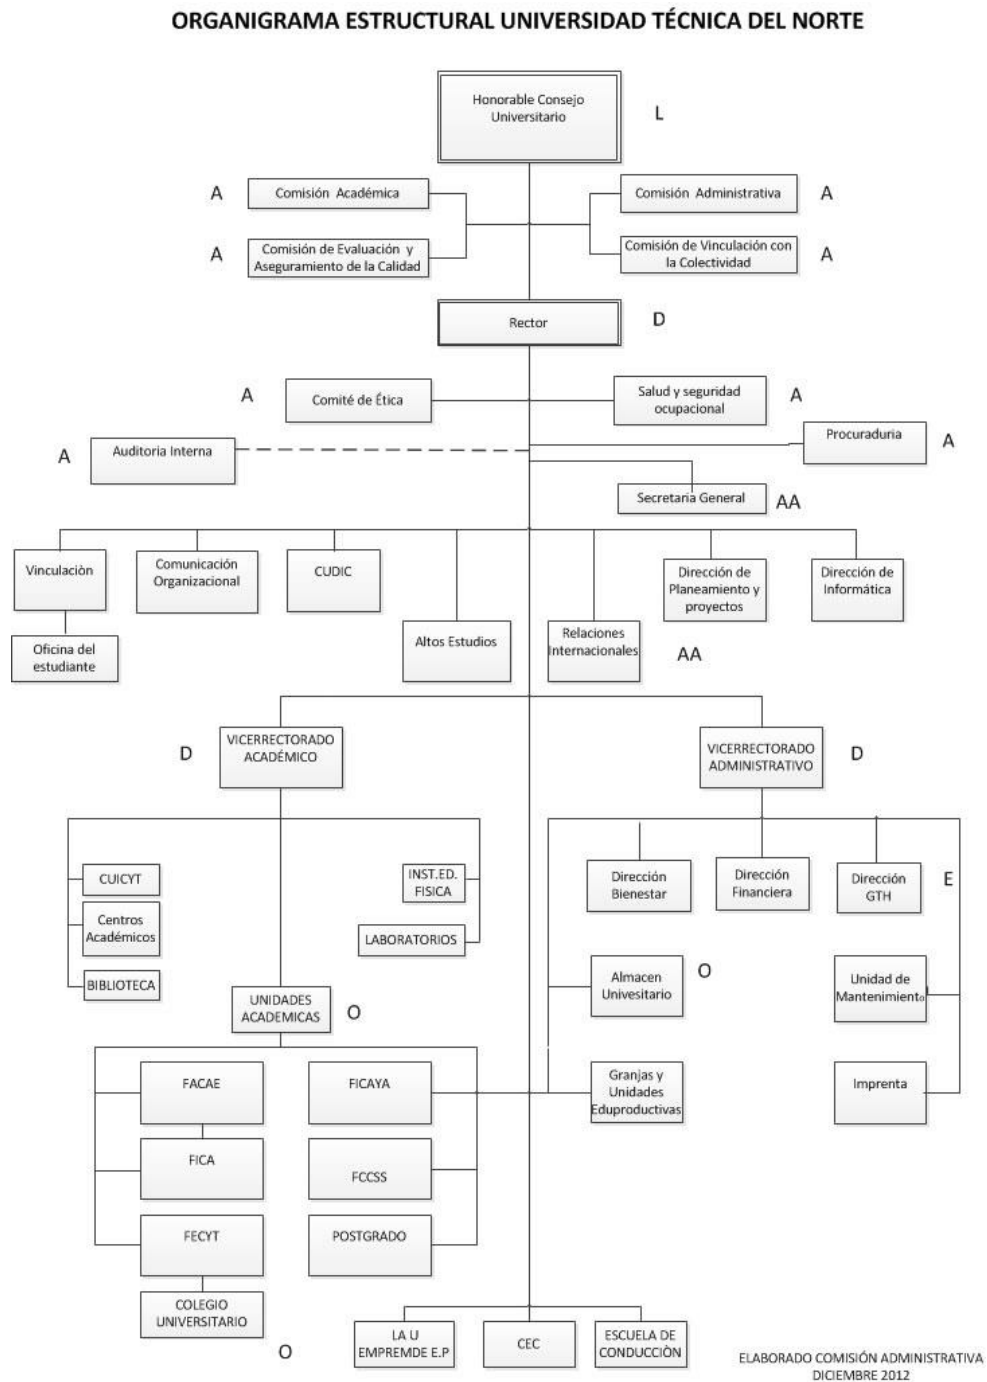 ORGANIGRAMA ESTRUCTURAL UNIVERSIDAD TÉCNICA DEL NORTE
Honorable Consejo
Universitario
L
A
Comisión Académica
Comisión Administrativa
A
A
Comisión de Evaluación y
Aseguramiento de la Calidad
Comisión de Vinculación con
la Colectividad
A
Rector
D
A
Comité de Ética
Salud y seguridad
ocupacional
A
A
Auditoria Interna
Procuraduria
A
Secretaria General
AA
Vinculaciòn
Comunicación
Organizacional
CUDIC
Dirección de
Planeamiento y
proyectos
Dirección de
Informática
Oficina del
estudiante
Altos Estudios
Relaciones
Internacionales
AA
D
VICERRECTORADO
ACADÉMICO
VICERRECTORADO
ADMINISTRATIVO
D
CUICYT
INST.ED.
FISICA
Dirección
Bienestar
Dirección
Financiera
Dirección
GTH
E
Centros
Académicos
LABORATORIOS
BIBLIOTECA
Almacen
Univesitario
O
Unidad de
Mantenimiento
UNIDADES
ACADEMICAS
O
FACAE
FICAYA
Granjas y
Unidades
Eduproductivas
Imprenta
FICA
FCCSS
FECYT
POSTGRADO
COLEGIO
UNIVERSITARIO
O
LA U
EMPREMDE E.P
CEC
ESCUELA DE
CONDUCCIÒN
ELABORADO COMISIÓN ADMINISTRATIVA
DICIEMBRE 2012